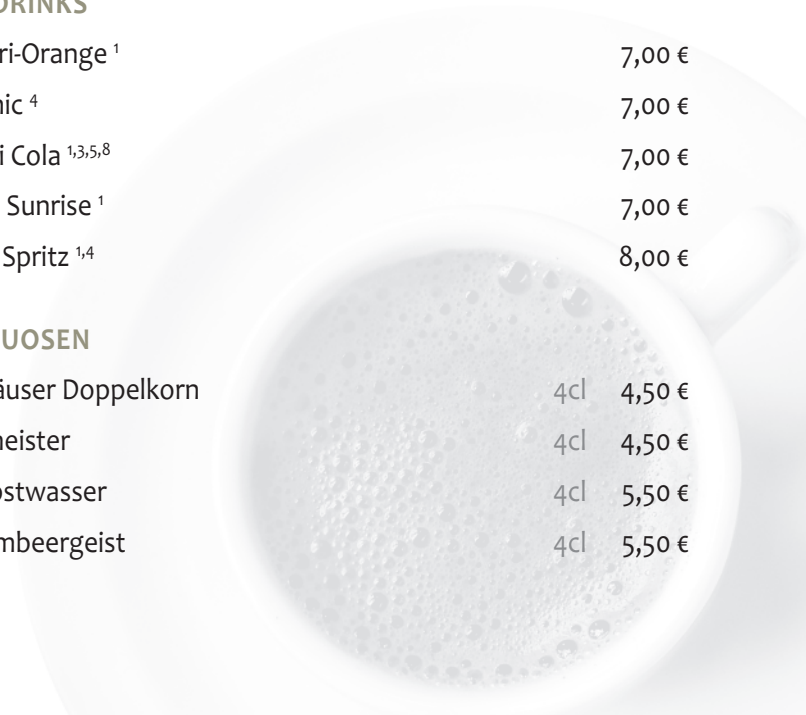 DRINKS
ri-Orange ¹ 7,00 €
nic ⁴ 7,00 €
i Cola ¹,³,⁵,⁸ 7,00 €
Sunrise ¹ 7,00 €
Spritz ¹,⁴ 8,00 €
UOSEN
äuser Doppelkorn 4cl 4,50 €
neister 4cl 4,50 €
ostwasser 4cl 5,50 €
mbeergeist 4cl 5,50 €